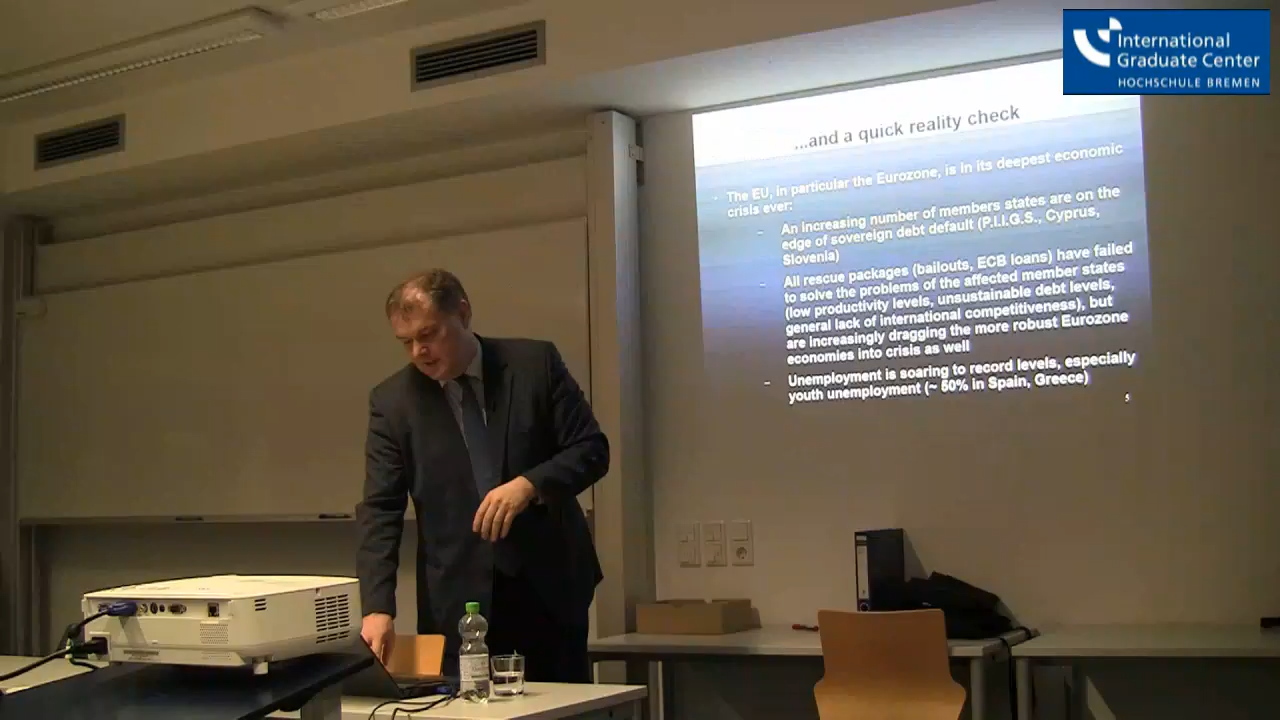 International
Graduate Center
HOCHSCHULE BREMEN
...and a quick reality check
The EU, in particular the Eurozone, is in its deepest economic
crisis ever:
– An increasing number of members states are on the
edge of sovereign debt default (P.I.I.G.S., Cyprus,
Slovenia)
– All rescue packages (bailouts, ECB loans) have failed
to solve the problems of the affected member states
(low productivity levels, unsustainable debt levels,
general lack of international competitiveness), but
are increasingly dragging the more robust Eurozone
economies into crisis as well
– Unemployment is soaring to record levels, especially
youth unemployment (~ 50% in Spain, Greece)
5